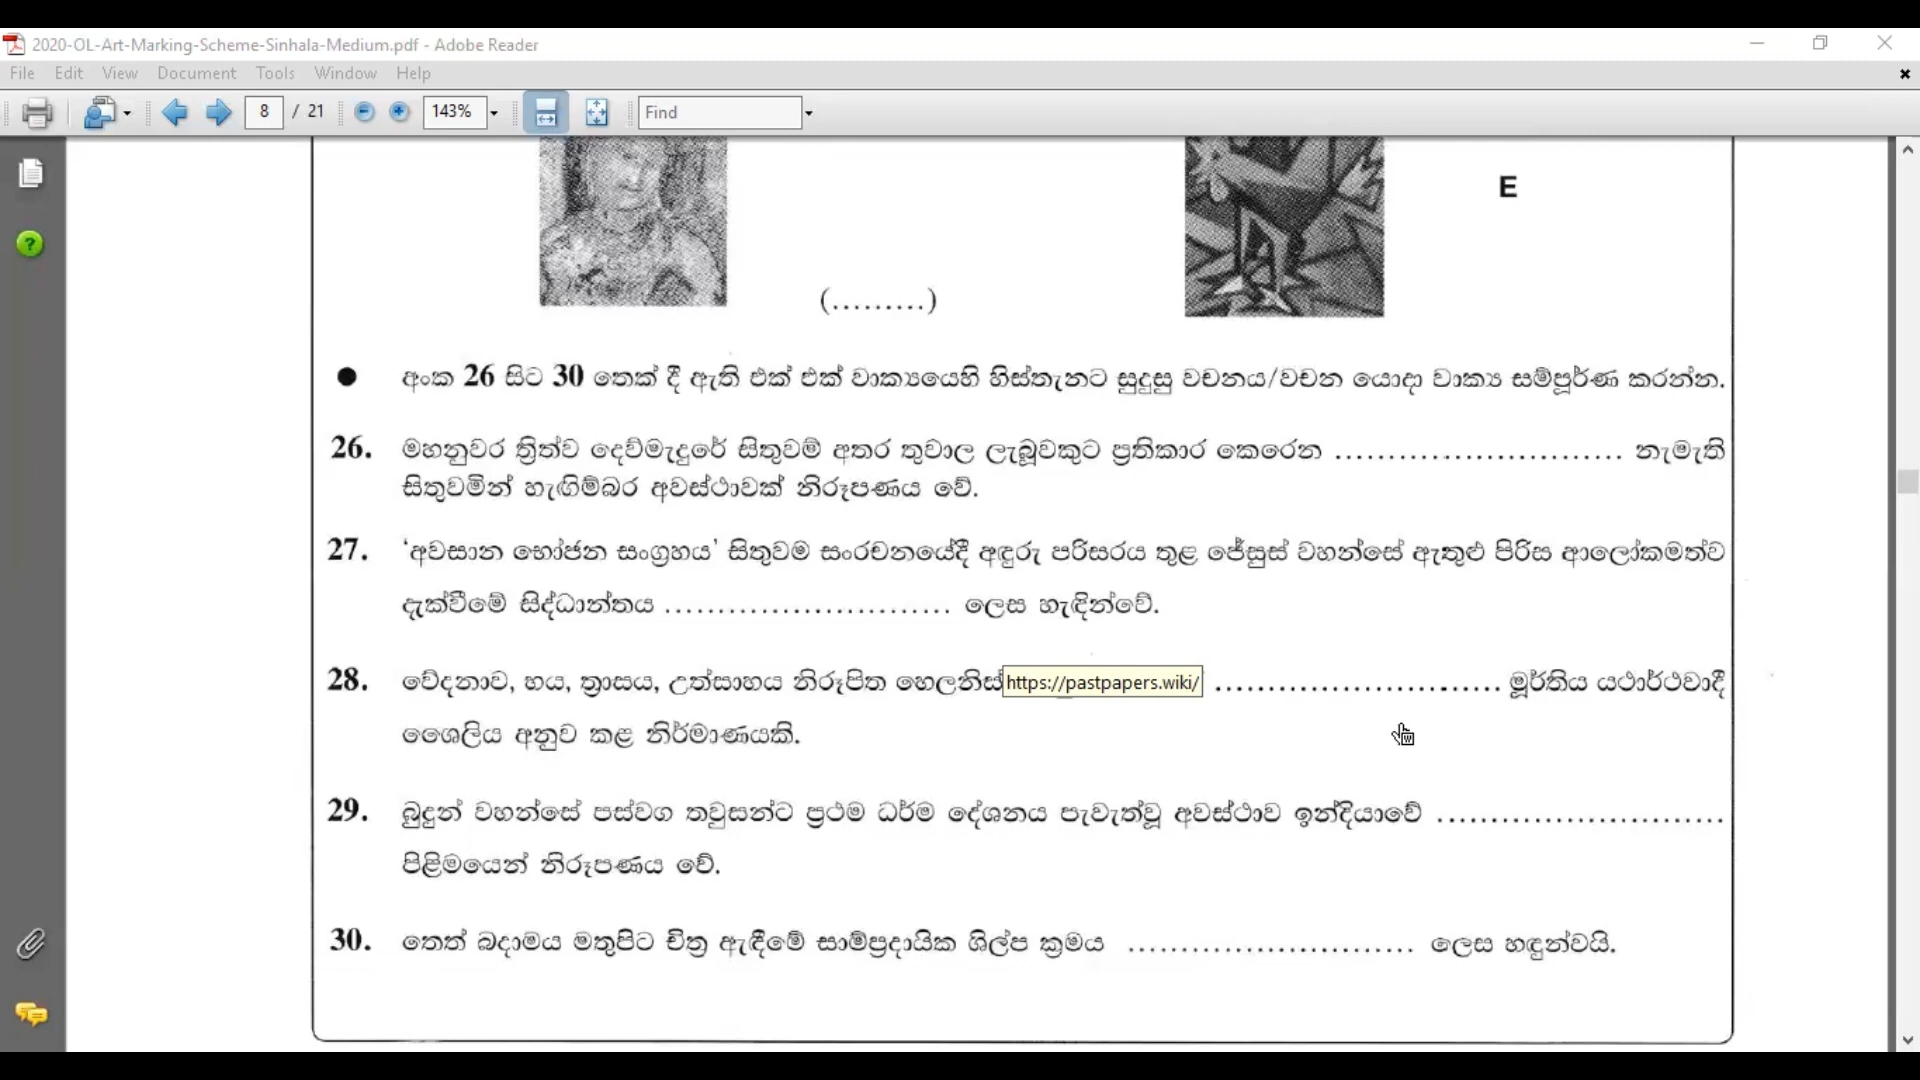 2020-OL-Art-Marking-Scheme-Sinhala-Medium.pdf - Adobe Reader
File Edit View Document Tools Window Help
8 / 21 143% Find
E
(.........)
● අංක 26 සිට 30 තෙක් දී ඇති එක් එක් වාක්‍යයෙහි හිස්තැනට සුදුසු වචනය/වචන යොදා වාක්‍ය සම්පූර්ණ කරන්න.
26. මහනුවර ත්‍රිත්ව දෙව්මැදුරේ සිතුවම් අතර තුවාල ලැබූවකුට ප්‍රතිකාර කෙරෙන ........................... නැමැති
සිතුවමින් හැඟිම්බර අවස්ථාවක් නිරූපණය වේ.
27. ‘අවසාන භෝජන සංග්‍රහය’ සිතුවම සංරචනයේදී අඳුරු පරිසරය තුළ ජේසුස් වහන්සේ ඇතුළු පිරිස ආලෝකමත්ව
දැක්වීමේ සිද්ධාන්තය ........................... ලෙස හැඳින්වේ.
28. වේදනාව, භය, ත්‍රාසය, උත්සාහය නිරූපිත හෙලනිස් https://pastpapers.wiki/ ........................... මූර්තිය යථාර්ථවාදී
ශෛලිය අනුව කළ නිර්මාණයකි.
29. බුදුන් වහන්සේ පස්වග තවුසන්ට ප්‍රථම ධර්ම දේශනය පැවැත්වූ අවස්ථාව ඉන්දියාවේ ...........................
පිළිමයෙන් නිරූපණය වේ.
30. තෙත් බදාමය මතුපිට චිත්‍ර ඇඳීමේ සාම්ප්‍රදායික ශිල්ප ක්‍රමය ........................... ලෙස හඳුන්වයි.